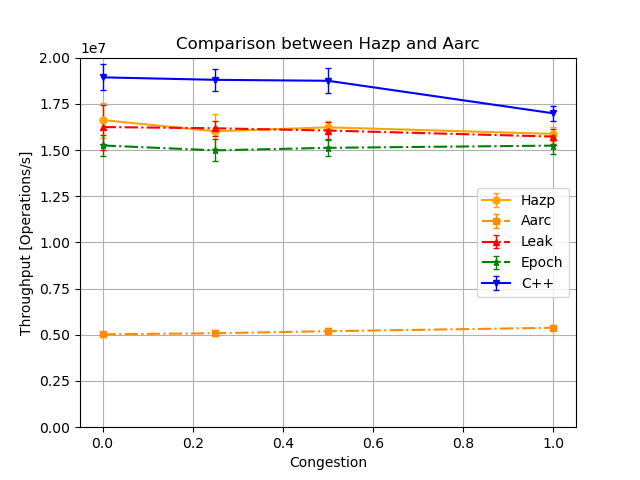 Comparison between Hazp and Aarc
1e7
2.00
1.75
1.50
1.25
1.00
0.75
0.50
0.25
0.00
Throughput [Operations/s]
Hazp
Aarc
Leak
Epoch
C++
0.0 0.2 0.4 0.6 0.8 1.0
Congestion